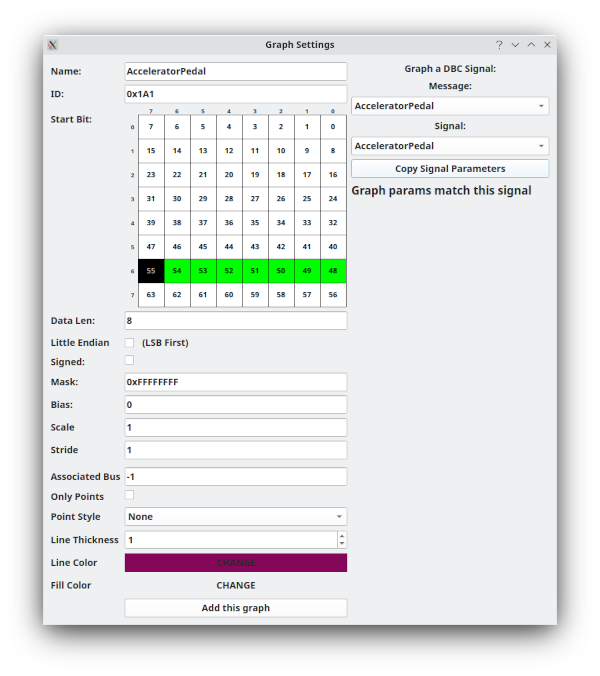 Graph Settings
Name: AcceleratorPedal
ID: 0x1A1
Start Bit:
7 6 5 4 3 2 1 0
0 7 6 5 4 3 2 1 0
1 15 14 13 12 11 10 9 8
2 23 22 21 20 19 18 17 16
3 31 30 29 28 27 26 25 24
4 39 38 37 36 35 34 33 32
5 47 46 45 44 43 42 41 40
6 55 54 53 52 51 50 49 48
7 63 62 61 60 59 58 57 56
Data Len: 8
Little Endian (LSB First)
Signed:
Mask: 0xFFFFFFFF
Bias: 0
Scale 1
Stride 1
Associated Bus -1
Only Points
Point Style None
Line Thickness 1
Line Color CHANGE
Fill Color CHANGE
Add this graph
Graph a DBC Signal:
Message:
AcceleratorPedal
Signal:
AcceleratorPedal
Copy Signal Parameters
Graph params match this signal